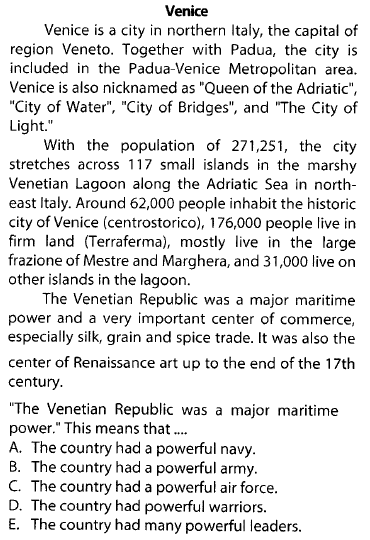 Venice
Venice is a city in northern Italy, the capital of
region Veneto. Together with Padua, the city is
included in the Padua-Venice Metropolitan area.
Venice is also nicknamed as "Queen of the Adriatic",
"City of Water", "City of Bridges", and "The City of
Light."
With the population of 271,251, the city
stretches across 117 small islands in the marshy
Venetian Lagoon along the Adriatic Sea in north-
east Italy. Around 62,000 people inhabit the historic
city of Venice (centrostorico), 176,000 people live in
firm land (Terraferma), mostly live in the large
frazione of Mestre and Marghera, and 31,000 live on
other islands in the lagoon.
The Venetian Republic was a major maritime
power and a very important center of commerce,
especially silk, grain and spice trade. It was also the
center of Renaissance art up to the end of the 17th
century.
"The Venetian Republic was a major maritime
power." This means that ....
A. The country had a powerful navy.
B. The country had a powerful army.
C. The country had a powerful air force.
D. The country had powerful warriors.
E. The country had many powerful leaders.